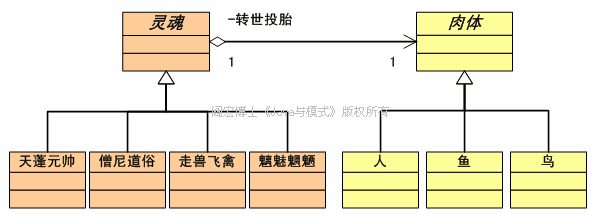 灵魂
-转世投胎
肉体
1
1
阎宏博士《Java与模式》版权所有
天蓬元帅
僧尼道俗
走兽飞禽
魑魅魍魉
人
鱼
鸟